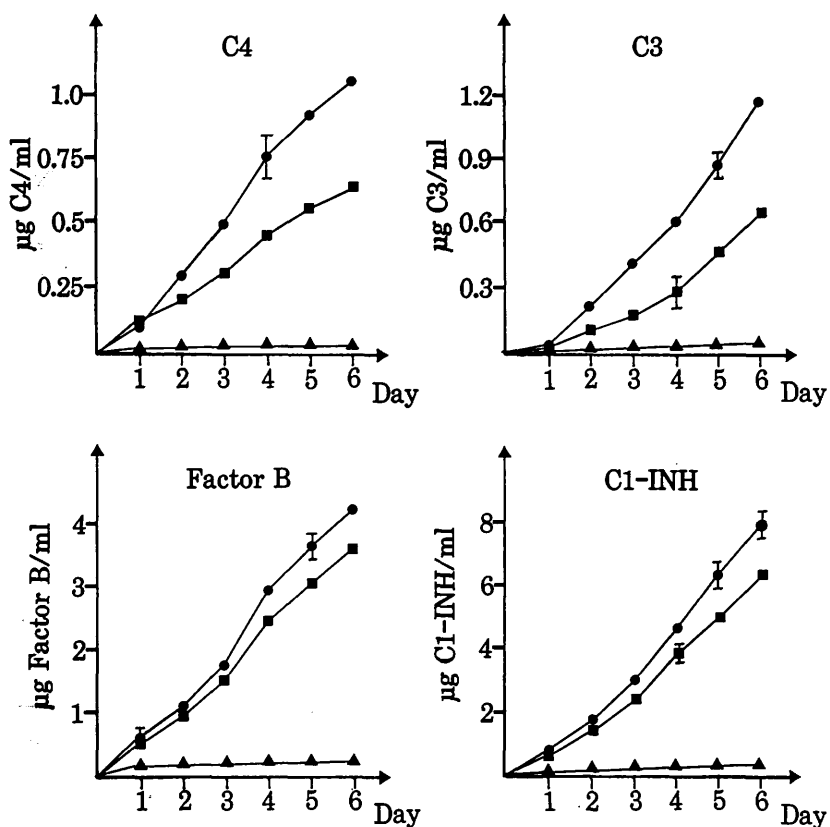 C4
µg C4/ml
1.0
0.75
0.5
0.25
1 2 3 4 5 6
Day
C3
µg C3/ml
1.2
0.9
0.6
0.3
1 2 3 4 5 6
Day
Factor B
µg Factor B/ml
4
3
2
1
1 2 3 4 5 6
Day
C1-INH
µg C1-INH/ml
8
6
4
2
1 2 3 4 5 6
Day